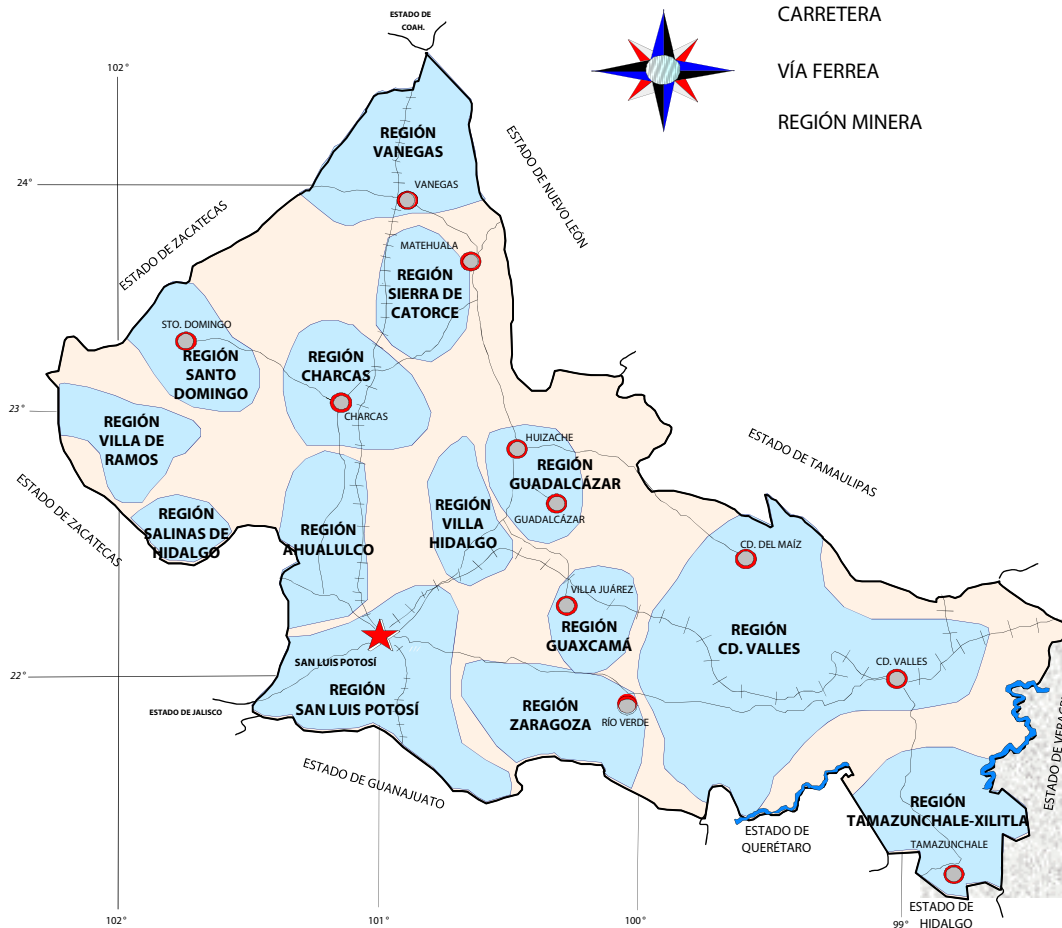 ESTADO DE
COAH.
CARRETERA
VÍA FERREA
REGIÓN MINERA
102°
REGIÓN
VANEGAS
VANEGAS
24°
ESTADO DE NUEVO LEÓN
ESTADO DE ZACATECAS
MATEHUALA
REGIÓN
SIERRA DE
CATORCE
STO. DOMINGO
REGIÓN
SANTO
DOMINGO
REGIÓN
CHARCAS
CHARCAS
23°
REGIÓN
VILLA DE
RAMOS
HUIZACHE
REGIÓN
GUADALCÁZAR
GUADALCÁZAR
ESTADO DE TAMAULIPAS
ESTADO DE ZACATECAS
REGIÓN
SALINAS DE
HIDALGO
REGIÓN
AHUALULCO
REGIÓN
VILLA
HIDALGO
CD. DEL MAÍZ
VILLA JUÁREZ
REGIÓN
GUAXCAMÁ
REGIÓN
CD. VALLES
CD. VALLES
22°
SAN LUIS POTOSÍ
REGIÓN
SAN LUIS POTOSÍ
ESTADO DE JALISCO
REGIÓN
ZARAGOZA
RÍO VERDE
ESTADO DE GUANAJUATO
ESTADO DE
QUERÉTARO
REGIÓN
TAMAZUNCHALE-XILITLA
TAMAZUNCHALE
ESTADO DE
HIDALGO
102°
101°
100°
99°